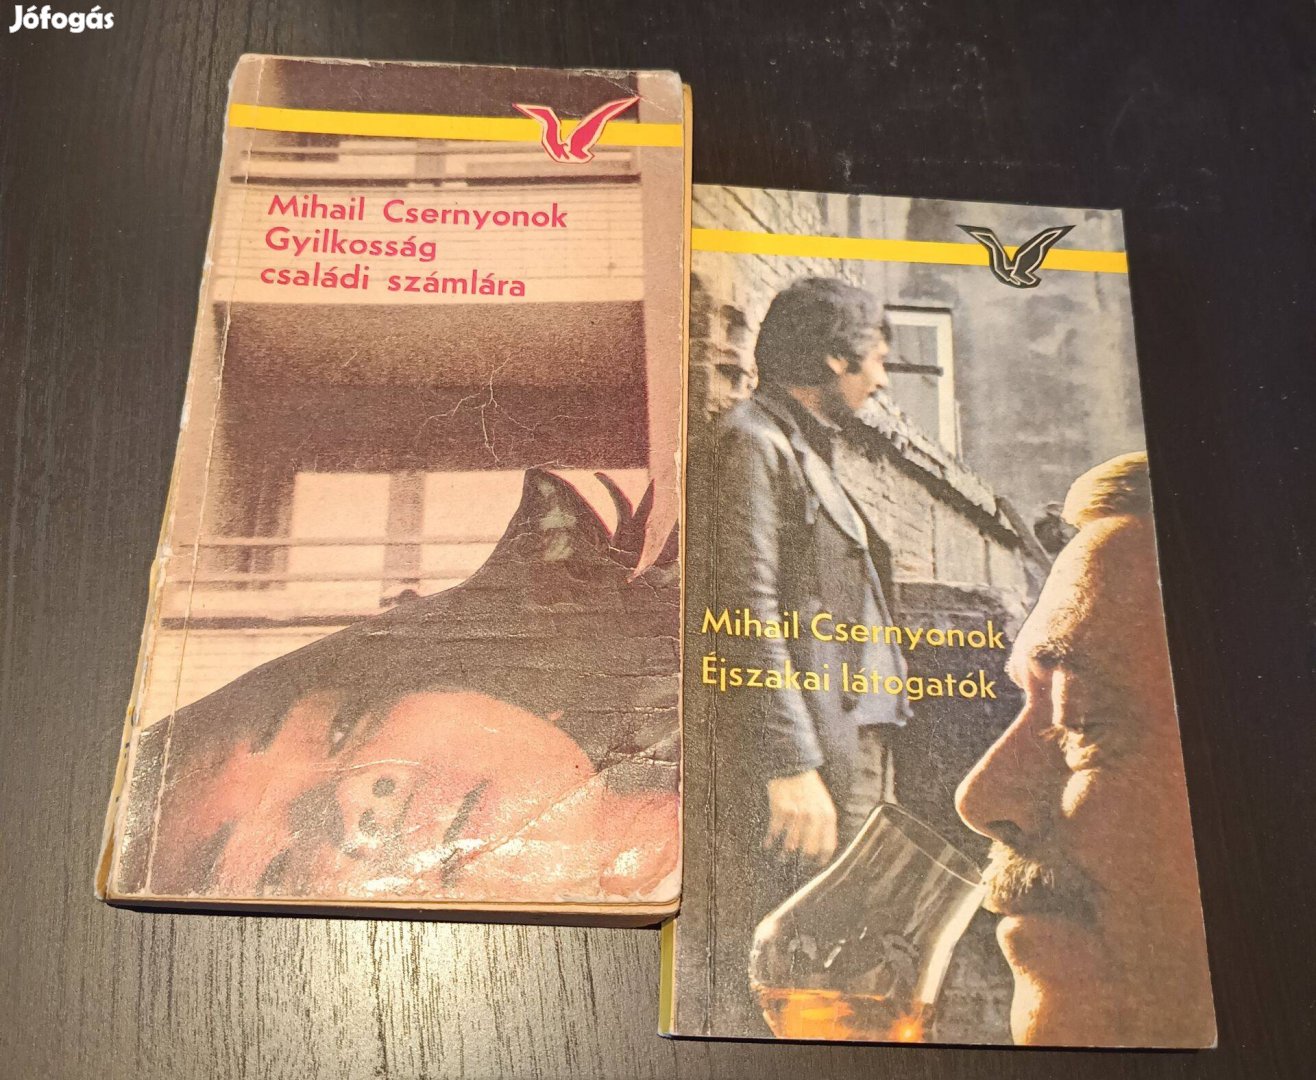 Jófogás
Mihail Csernyonok
Gyilkosság
családi számlára
Mihail Csernyonok
Éjszakai látogatók